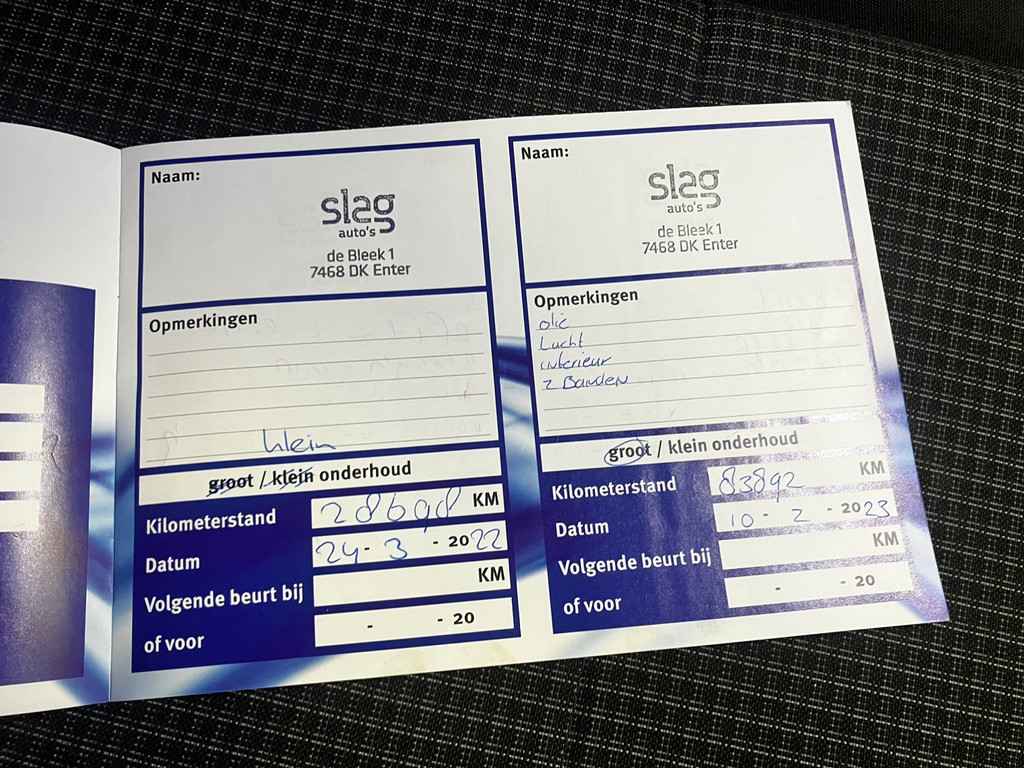 Naam:
slag
auto's
de Bleek 1
7468 DK Enter
Opmerkingen
klein
groot / klein onderhoud
Kilometerstand 28698 KM
Datum 24 - 3 - 2022
Volgende beurt bij KM
of voor - - 20
Naam:
slag
auto's
de Bleek 1
7468 DK Enter
Opmerkingen
olie
Lucht
interieur
2 Banden
groot / klein onderhoud
Kilometerstand 83892 KM
Datum 10 - 2 - 2023
Volgende beurt bij KM
of voor - - 20